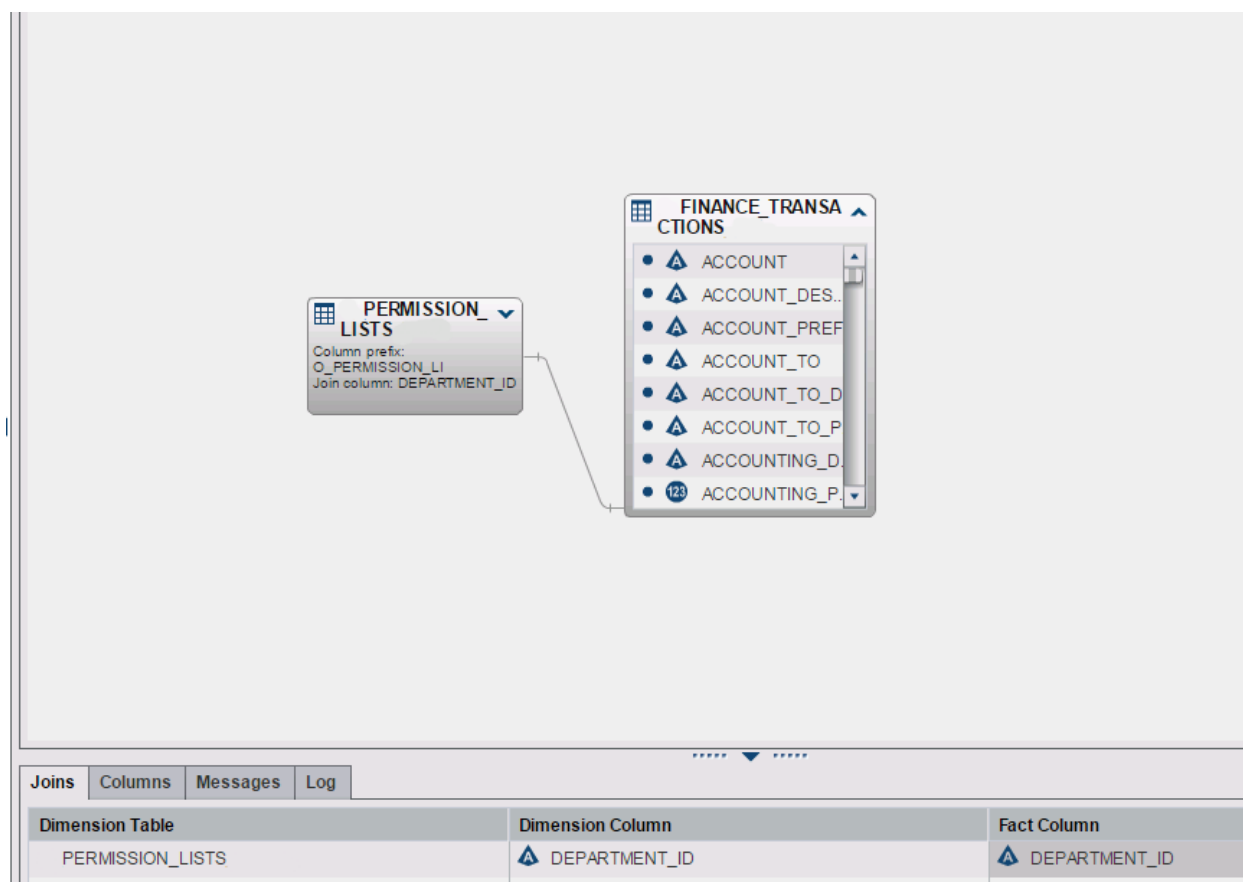 FINANCE_TRANSA
CTIONS
ACCOUNT
ACCOUNT_DES..
ACCOUNT_PREF
ACCOUNT_TO
ACCOUNT_TO_D
ACCOUNT_TO_P
ACCOUNTING_D.
123 ACCOUNTING_P.
PERMISSION_
LISTS
Column prefix:
O_PERMISSION_LI
Join column: DEPARTMENT_ID
Joins Columns Messages Log
Dimension Table Dimension Column Fact Column
PERMISSION_LISTS A DEPARTMENT_ID A DEPARTMENT_ID